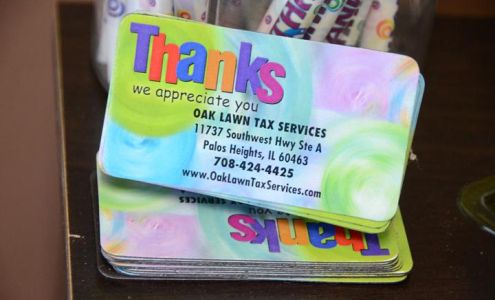 Thanks
we appreciate you
OAK LAWN TAX SERVICES
11737 Southwest Hwy Ste A
Palos Heights, IL 60463
708-424-4425
www.OakLawnTaxServices.com
Thanks